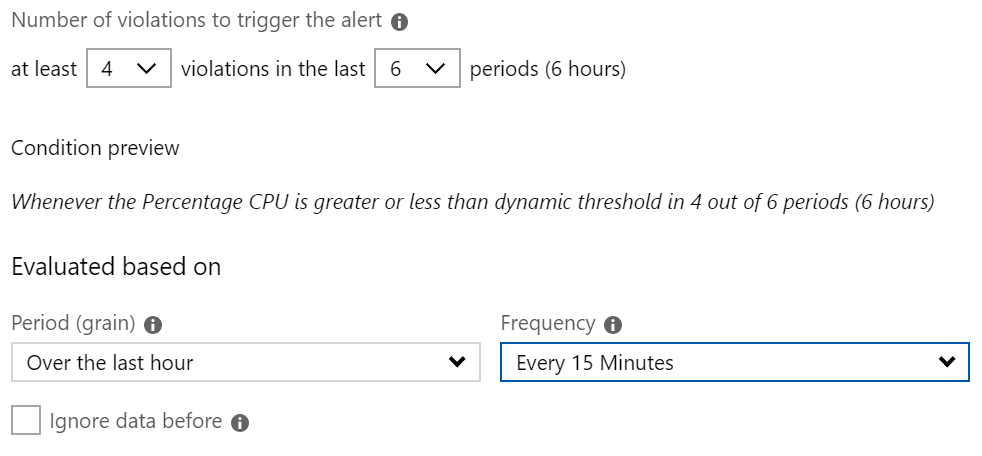 Number of violations to trigger the alert
at least 4 violations in the last 6 periods (6 hours)
Condition preview
Whenever the Percentage CPU is greater or less than dynamic threshold in 4 out of 6 periods (6 hours)
Evaluated based on
Period (grain) Frequency
Over the last hour Every 15 Minutes
Ignore data before